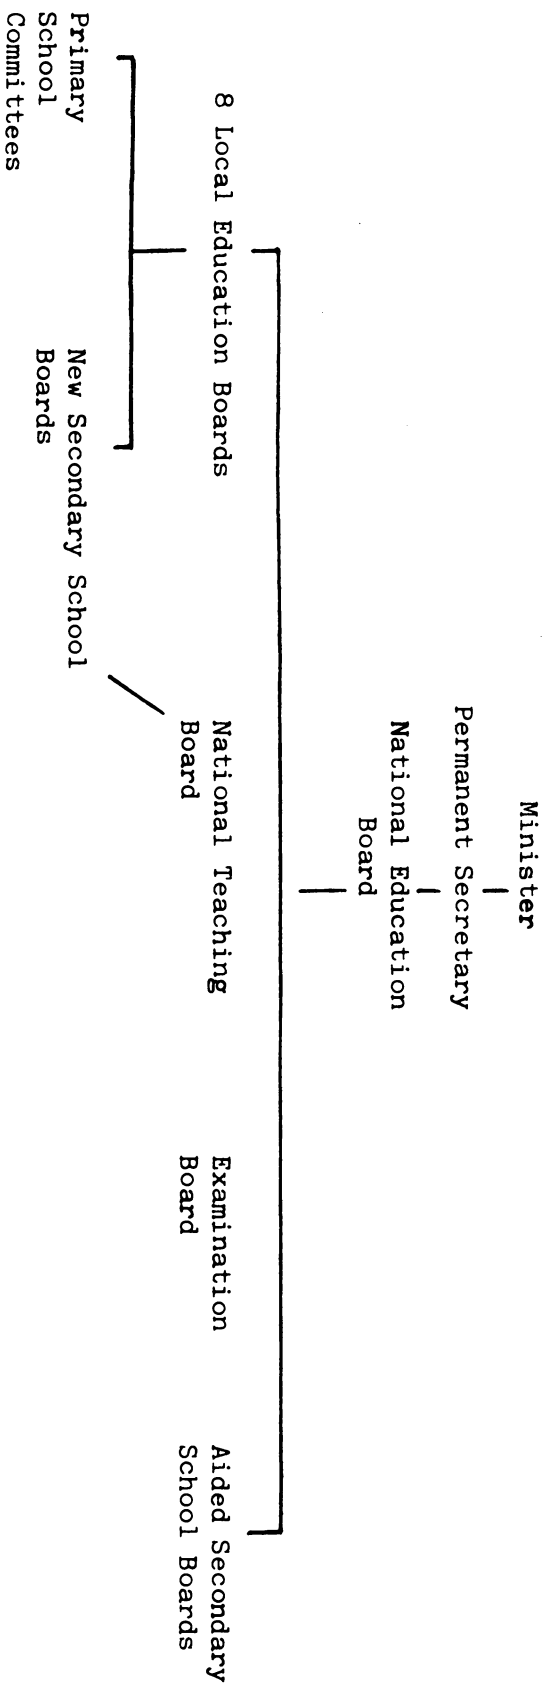 Minister
Permanent Secretary
National Education
Board
8 Local Education Boards
National Teaching
Board
Examination
Board
Aided Secondary
School Boards
Primary
School
Committees
New Secondary School
Boards